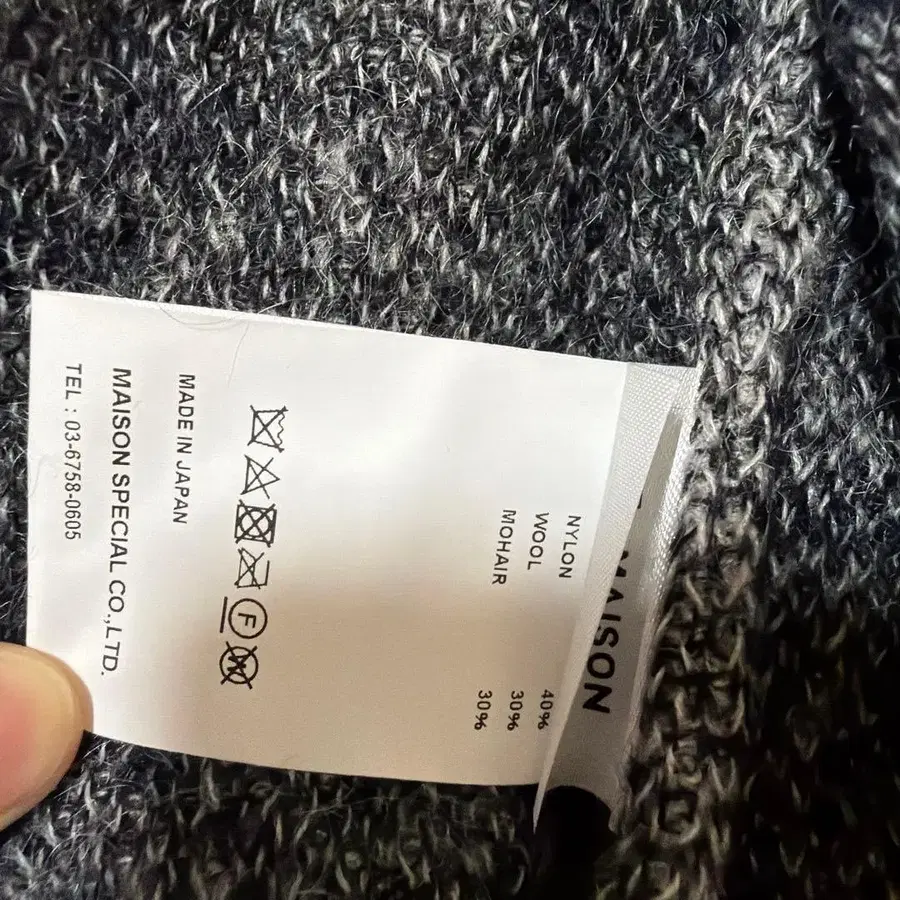 MAISON
NYLON 40%
WOOL 30%
MOHAIR 30%
F
W
MADE IN JAPAN
MAISON SPECIAL CO.,LTD.
TEL : 03-6758-0605